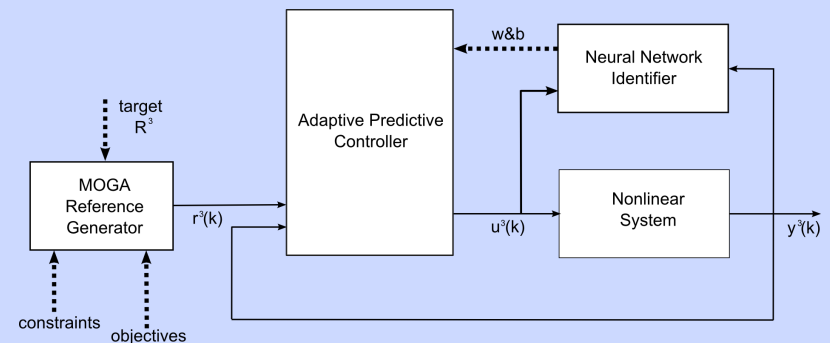 w&b
Neural Network
Identifier
target
R³
Adaptive Predictive
Controller
MOGA
Reference
Generator
r³(k)
Nonlinear
System
u³(k)
y³(k)
constraints
objectives